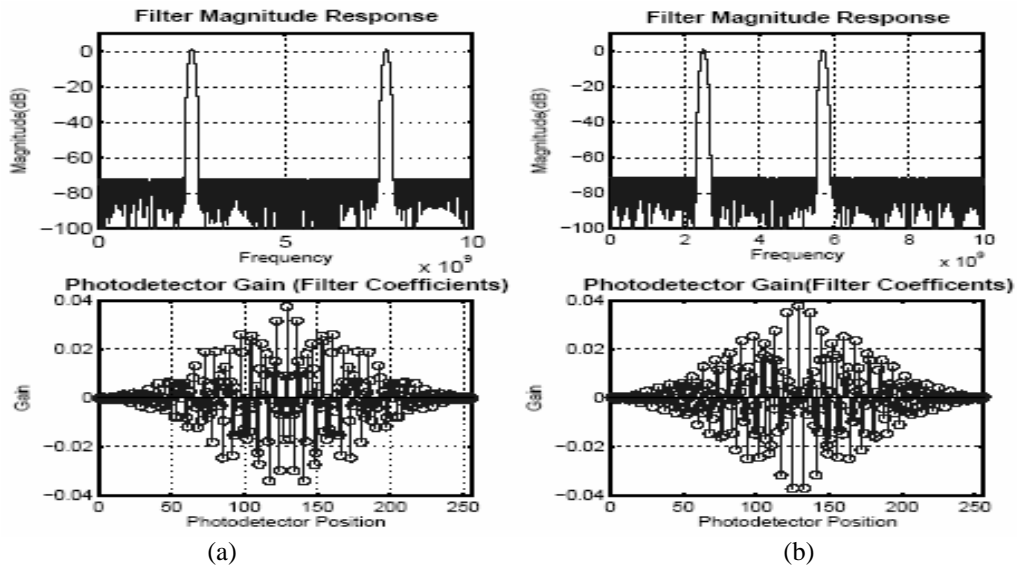 Filter Magnitude Response
Magnitude(dB)
0
−20
−40
−60
−80
−100
0
5
10
Frequency
x 10⁹
Filter Magnitude Response
Magnitude(dB)
0
−20
−40
−60
−80
−100
0
2
4
6
8
10
Frequency
x 10⁹
Photodetector Gain (Filter Coefficients)
Gain
0.04
0.02
0
−0.02
−0.04
0
50
100
150
200
250
Photodetector Position
Photodetector Gain(Filter Coefficents)
Gain
0.04
0.02
0
−0.02
−0.04
0
50
100
150
200
250
Photodetector Position
(a)
(b)